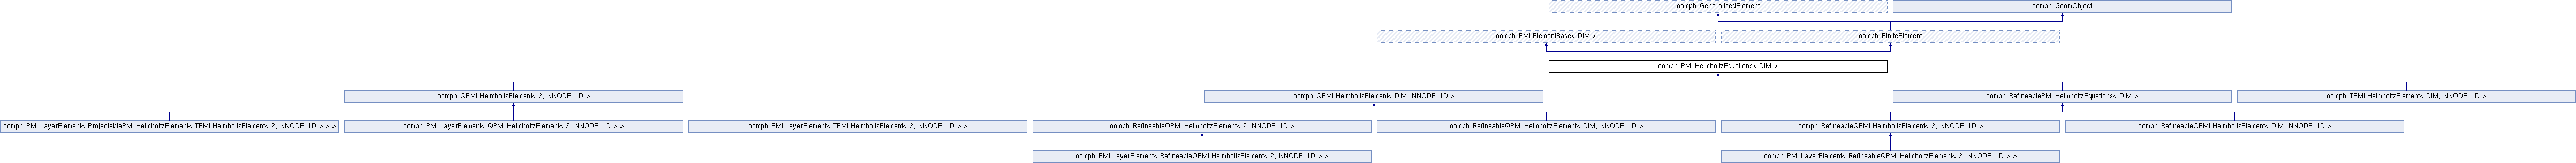 oomph::GeneralisedElement
oomph::GeomObject
oomph::PMLElementBase< DIM >
oomph::FiniteElement
oomph::PMLHelmholtzEquations< DIM >
oomph::QPMLHelmholtzElement< 2, NNODE_1D >
oomph::QPMLHelmholtzElement< DIM, NNODE_1D >
oomph::RefineablePMLHelmholtzEquations< DIM >
oomph::TPMLHelmholtzElement< DIM, NNODE_1D >
oomph::PMLLayerElement< ProjectablePMLHelmholtzElement< TPMLHelmholtzElement< 2, NNODE_1D > > >
oomph::PMLLayerElement< QPMLHelmholtzElement< 2, NNODE_1D > >
oomph::PMLLayerElement< TPMLHelmholtzElement< 2, NNODE_1D > >
oomph::RefineableQPMLHelmholtzElement< 2, NNODE_1D >
oomph::RefineableQPMLHelmholtzElement< DIM, NNODE_1D >
oomph::RefineableQPMLHelmholtzElement< 2, NNODE_1D >
oomph::RefineableQPMLHelmholtzElement< DIM, NNODE_1D >
oomph::PMLLayerElement< RefineableQPMLHelmholtzElement< 2, NNODE_1D > >
oomph::PMLLayerElement< RefineableQPMLHelmholtzElement< 2, NNODE_1D > >